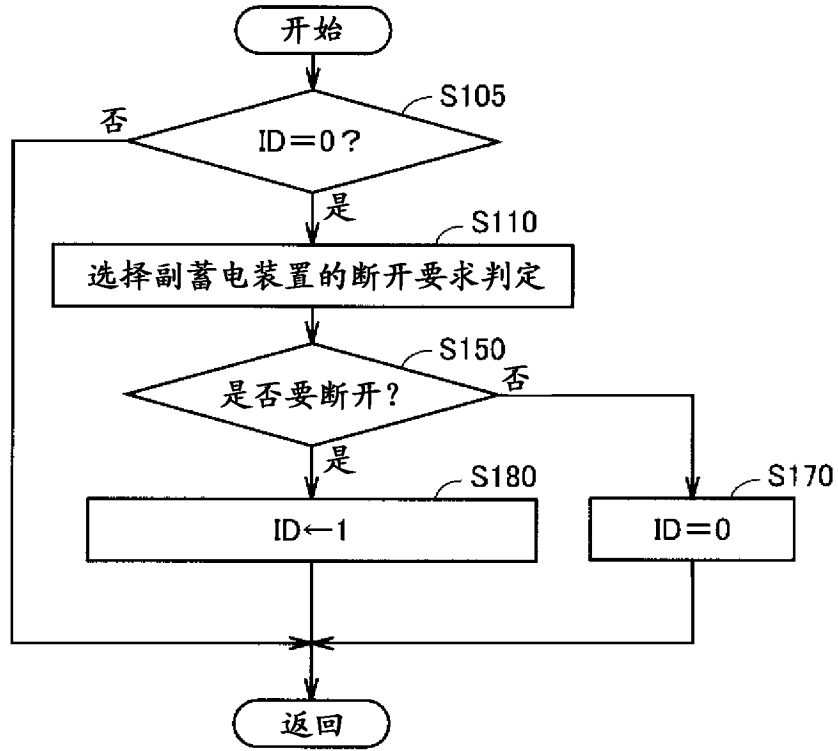 开始
S105
否
ID=0?
是
S110
选择副蓄电装置的断开要求判定
S150
是否要断开?
否
是
S180
S170
ID←1
ID=0
返回